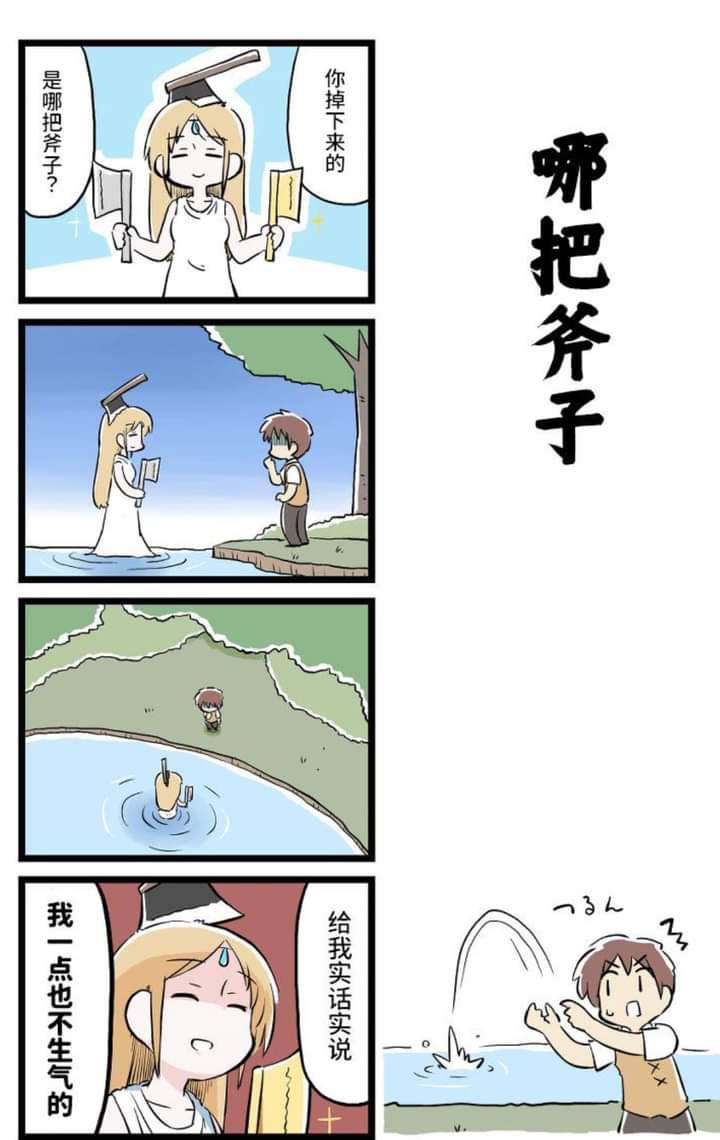 哪把斧子
你掉下来的
是哪把斧子？
给我实话实说
我一点也不生气的
つるん